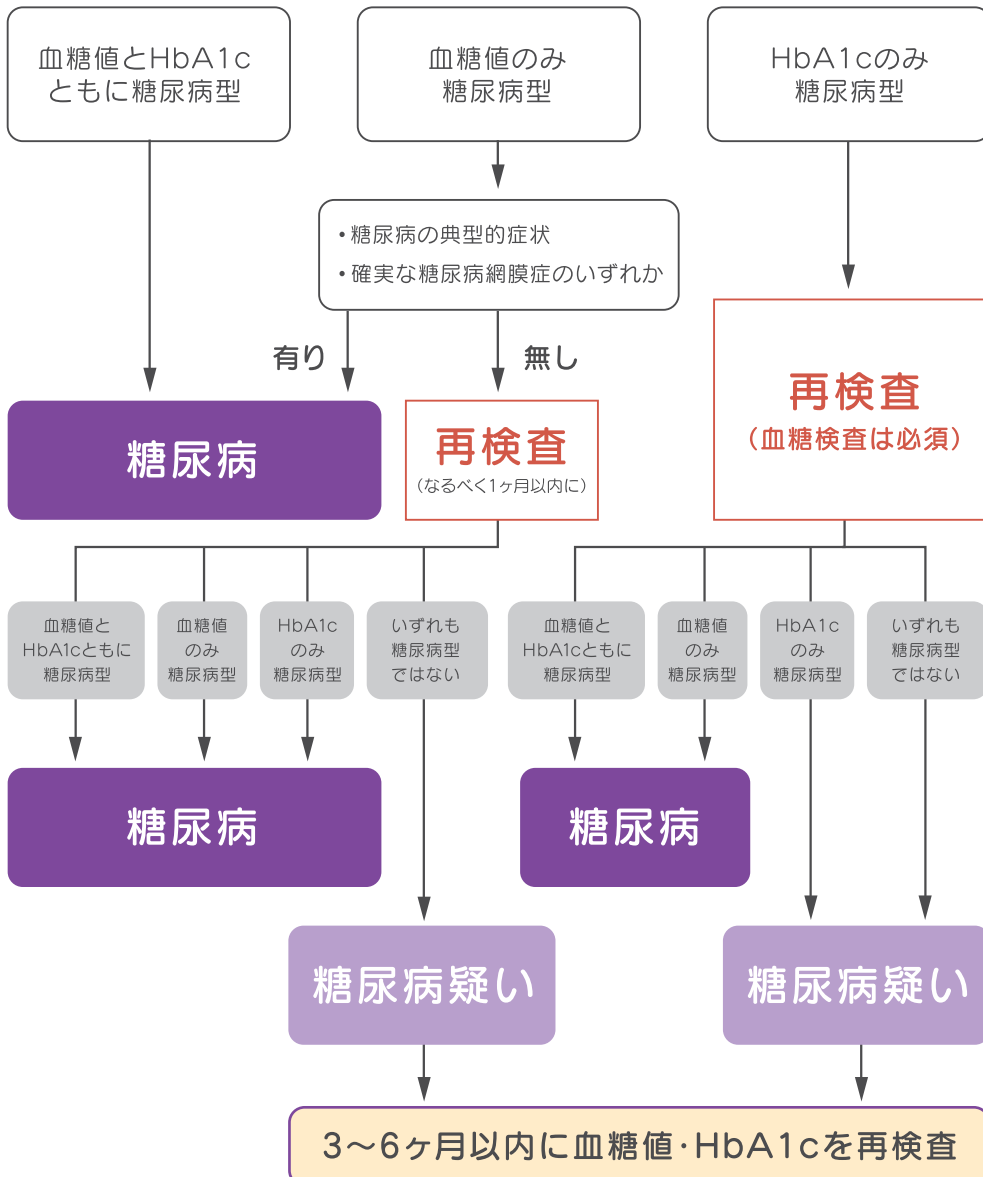 血糖値とHbA1c
ともに糖尿病型
血糖値のみ
糖尿病型
HbA1cのみ
糖尿病型
・糖尿病の典型的症状
・確実な糖尿病網膜症のいずれか
有り
無し
糖尿病
再検査
（なるべく1ヶ月以内に）
再検査
（血糖検査は必須）
血糖値と
HbA1cともに
糖尿病型
血糖値
のみ
糖尿病型
HbA1c
のみ
糖尿病型
いずれも
糖尿病型
ではない
血糖値と
HbA1cともに
糖尿病型
血糖値
のみ
糖尿病型
HbA1c
のみ
糖尿病型
いずれも
糖尿病型
ではない
糖尿病
糖尿病
糖尿病疑い
糖尿病疑い
3〜6ヶ月以内に血糖値・HbA1cを再検査